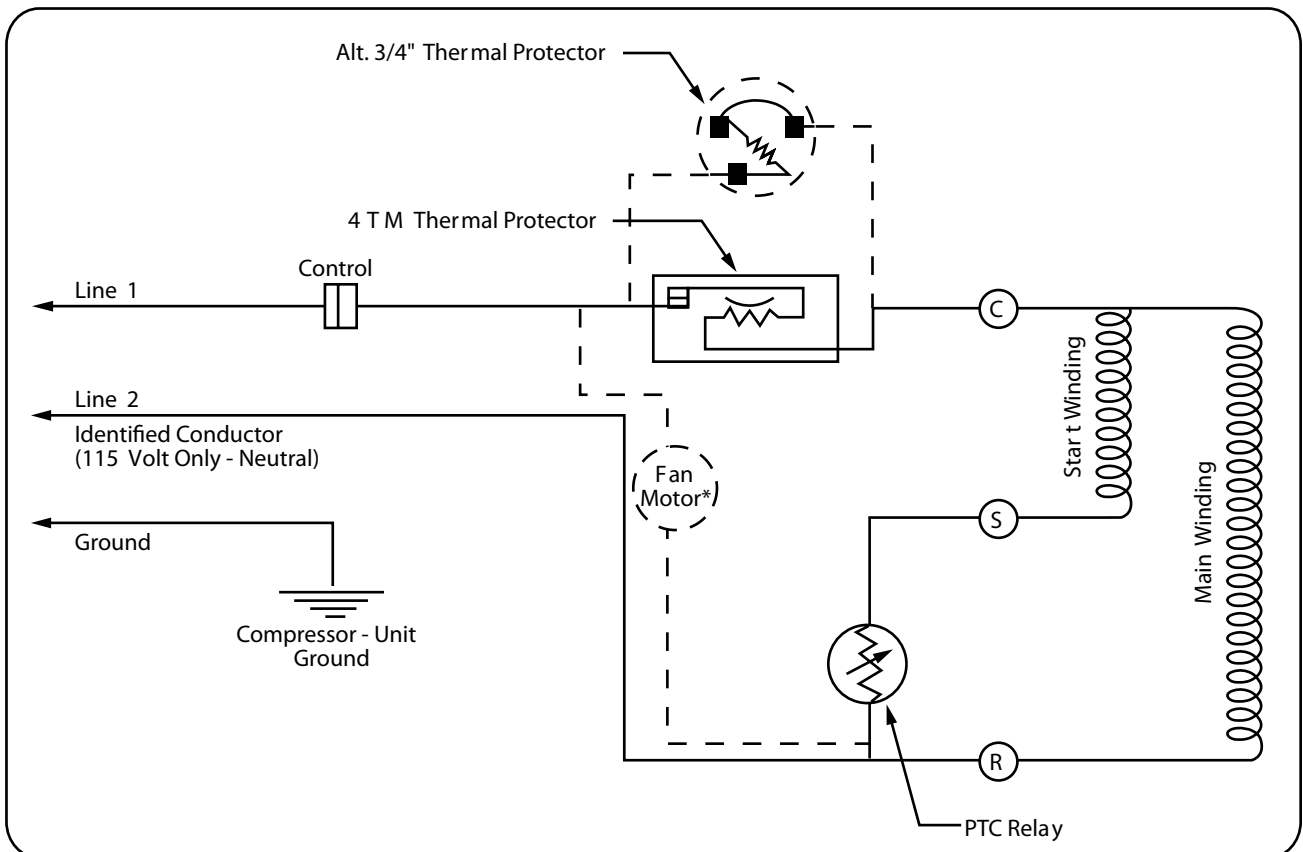 Alt. 3/4" Thermal Protector
4 T M Thermal Protector
Control
Line 1
C
Line 2
Identified Conductor
(115 Volt Only - Neutral)
Start Winding
Fan
Motor*
Main Winding
S
Ground
Compressor - Unit
Ground
R
PTC Relay